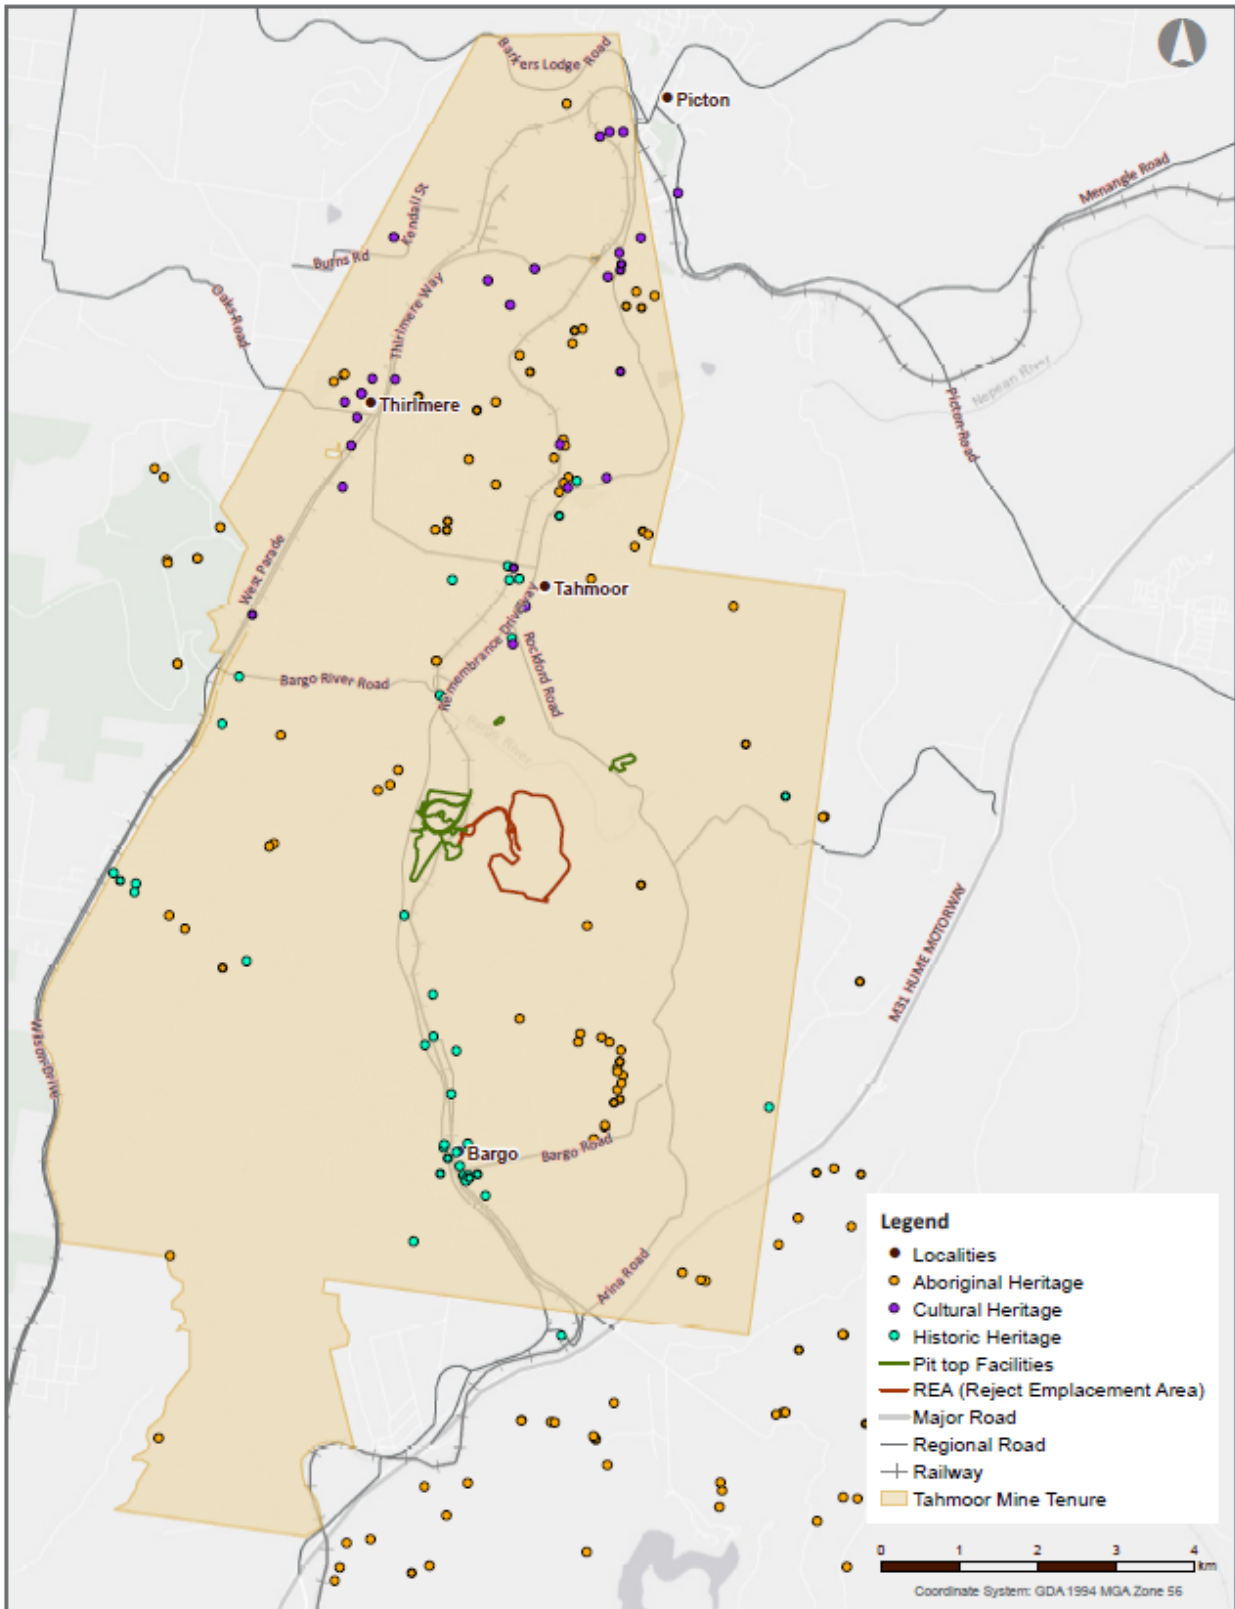 Barkers Lodge Road
Picton
Menangle Road
Kendall St
Burns Rd
Oaks Road
Thirlmere Way
Nepean River
Picton Road
Thirlmere
West Parade
Tahmoor
Remembrance Driveway
Rockford Road
Bargo River Road
Bargo River
M31 HUME MOTORWAY
Wilson Drive
Bargo
Bargo Road
Arina Road
Legend
Localities
Aboriginal Heritage
Cultural Heritage
Historic Heritage
Pit top Facilities
REA (Reject Emplacement Area)
Major Road
Regional Road
Railway
Tahmoor Mine Tenure
0 1 2 3 4
km
Coordinate System: GDA 1994 MGA Zone 56